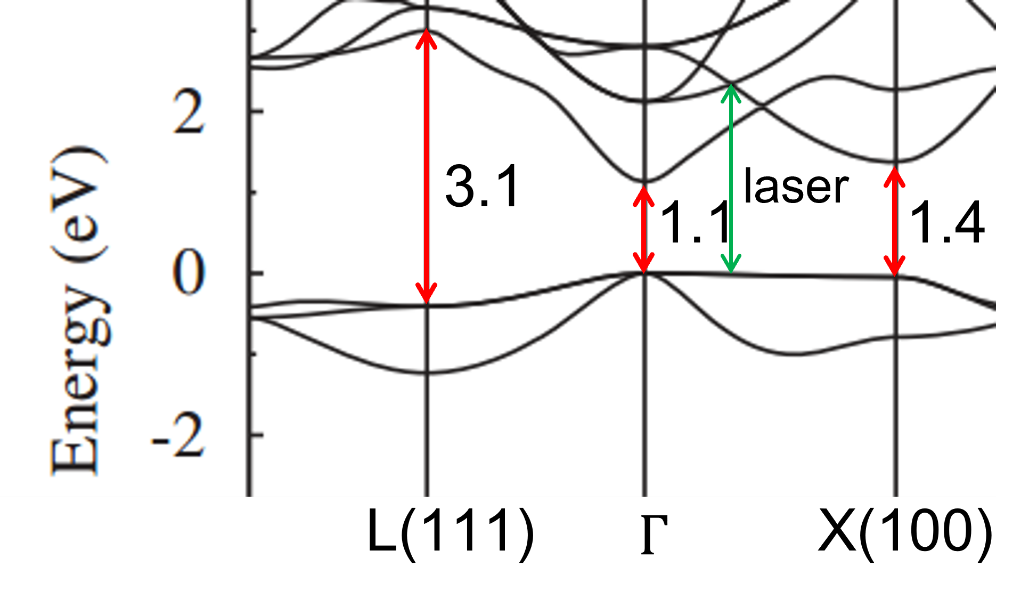 Energy (eV)
2
0
-2
3.1
1.1
laser
1.4
L(111)
Γ
X(100)